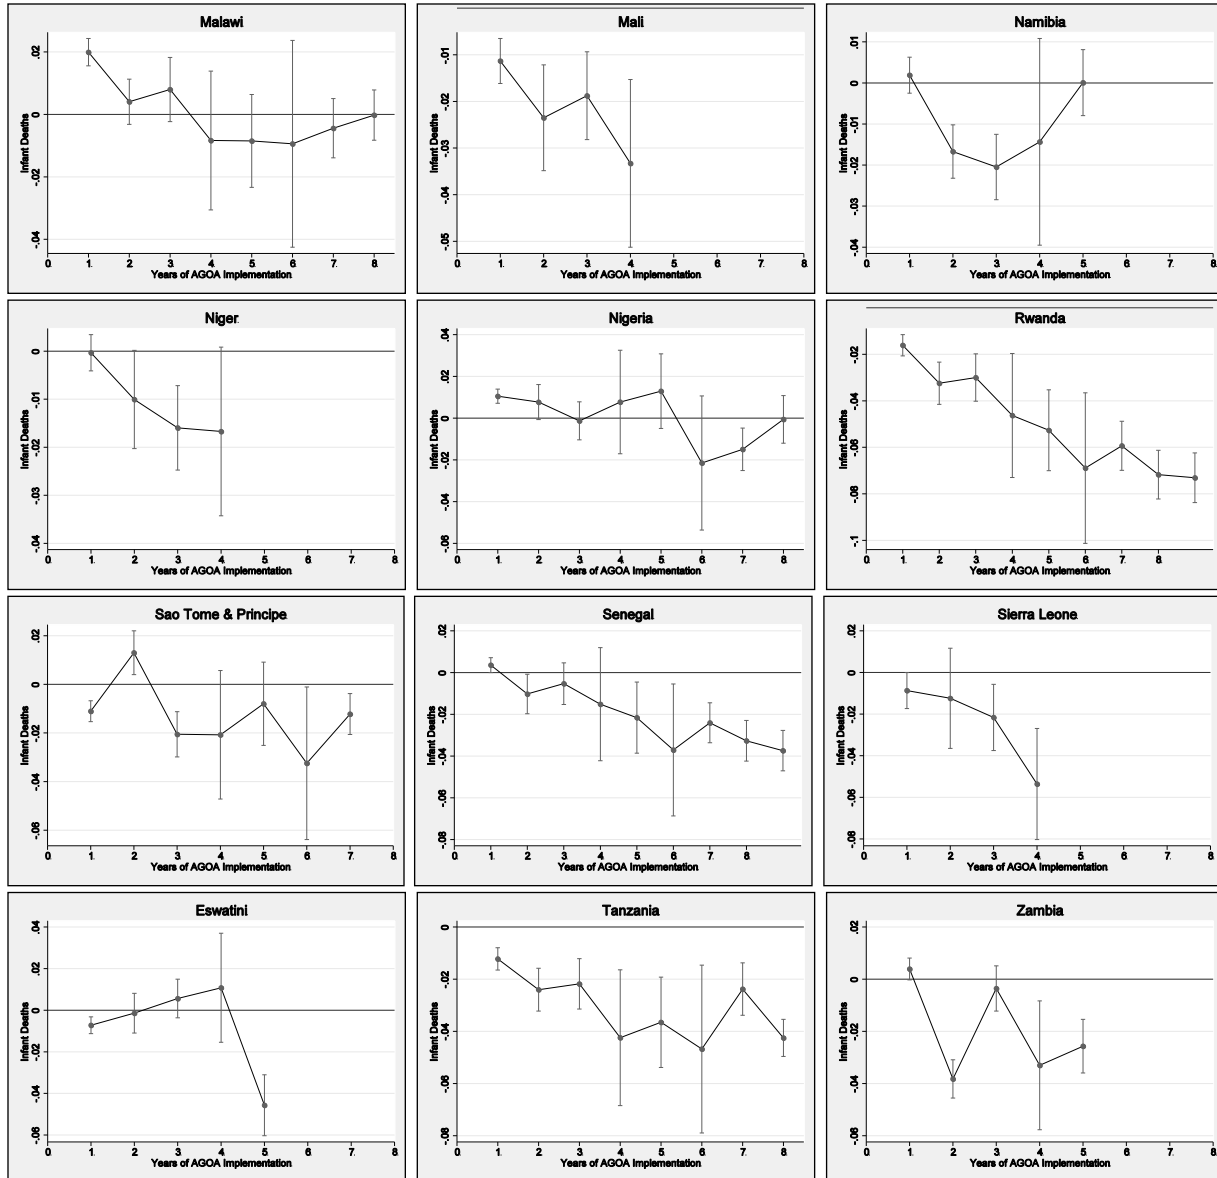 Malawi
.02
0
-.02
-.04
Infant Deaths
0. 1. 2. 3. 4. 5. 6. 7. 8.
Years of AGOA Implementation
Mali
-.01
-.02
-.03
-.04
-.05
Infant Deaths
0. 1. 2. 3. 4. 5. 6. 7. 8.
Years of AGOA Implementation
Namibia
.01
0
-.01
-.02
-.03
-.04
Infant Deaths
0. 1. 2. 3. 4. 5. 6. 7. 8.
Years of AGOA Implementation
Niger
0
-.01
-.02
-.03
-.04
Infant Deaths
0. 1. 2. 3. 4. 5. 6. 7. 8.
Years of AGOA Implementation
Nigeria
.04
.02
0
-.02
-.04
-.06
Infant Deaths
0. 1. 2. 3. 4. 5. 6. 7. 8.
Years of AGOA Implementation
Rwanda
-.02
-.04
-.06
-.08
-.1
Infant Deaths
0. 1. 2. 3. 4. 5. 6. 7. 8.
Years of AGOA Implementation
Sao Tome & Principe
.02
0
-.02
-.04
-.06
Infant Deaths
0. 1. 2. 3. 4. 5. 6. 7. 8.
Years of AGOA Implementation
Senegal
.02
0
-.02
-.04
-.06
-.08
Infant Deaths
0. 1. 2. 3. 4. 5. 6. 7. 8.
Years of AGOA Implementation
Sierra Leone
.02
0
-.02
-.04
-.06
-.08
Infant Deaths
0. 1. 2. 3. 4. 5. 6. 7. 8.
Years of AGOA Implementation
Eswatini
.04
.02
0
-.02
-.04
-.06
Infant Deaths
0. 1. 2. 3. 4. 5. 6. 7. 8.
Years of AGOA Implementation
Tanzania
0
-.02
-.04
-.06
-.08
Infant Deaths
0. 1. 2. 3. 4. 5. 6. 7. 8.
Years of AGOA Implementation
Zambia
.02
0
-.02
-.04
-.06
Infant Deaths
0. 1. 2. 3. 4. 5. 6. 7. 8.
Years of AGOA Implementation